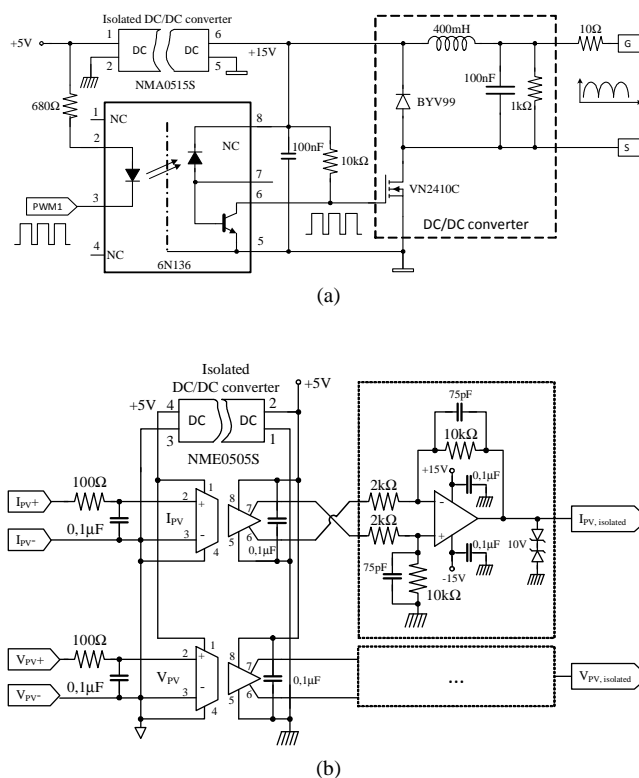 Isolated DC/DC converter
+5V 1 DC DC 6 +15V
2 5
NMA0515S
400mH
10Ω G
680Ω
1 NC
8
NC
100nF
10kΩ
BYV99
100nF
1kΩ
2
7
S
PWM1 3
6
VN2410C
4 NC
5
6N136
DC/DC converter
(a)
Isolated
DC/DC converter
+5V 4 DC DC 2 +5V
3 1
NME0505S
75pF
10kΩ
+15V 0,1µF
100Ω
2kΩ
IPV+ 2 + 1 8 7 -
IPV
IPV- 0,1µF 3 - 4 5 6 0,1µF
2kΩ
+
10V
IPV, isolated
0,1µF
75pF
-15V
10kΩ
100Ω
VPV+ 2 + 1 8 7
VPV
VPV- 0,1µF 3 - 4 5 6 0,1µF
...
VPV, isolated
(b)